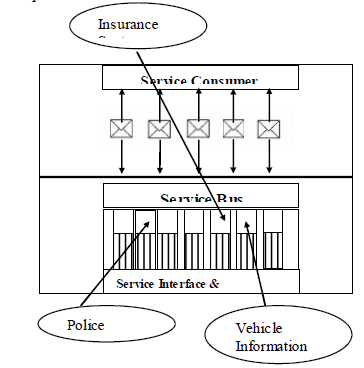 Insurance
Service Consumer
Service Bus
Service Interface &
Police
Vehicle
Information